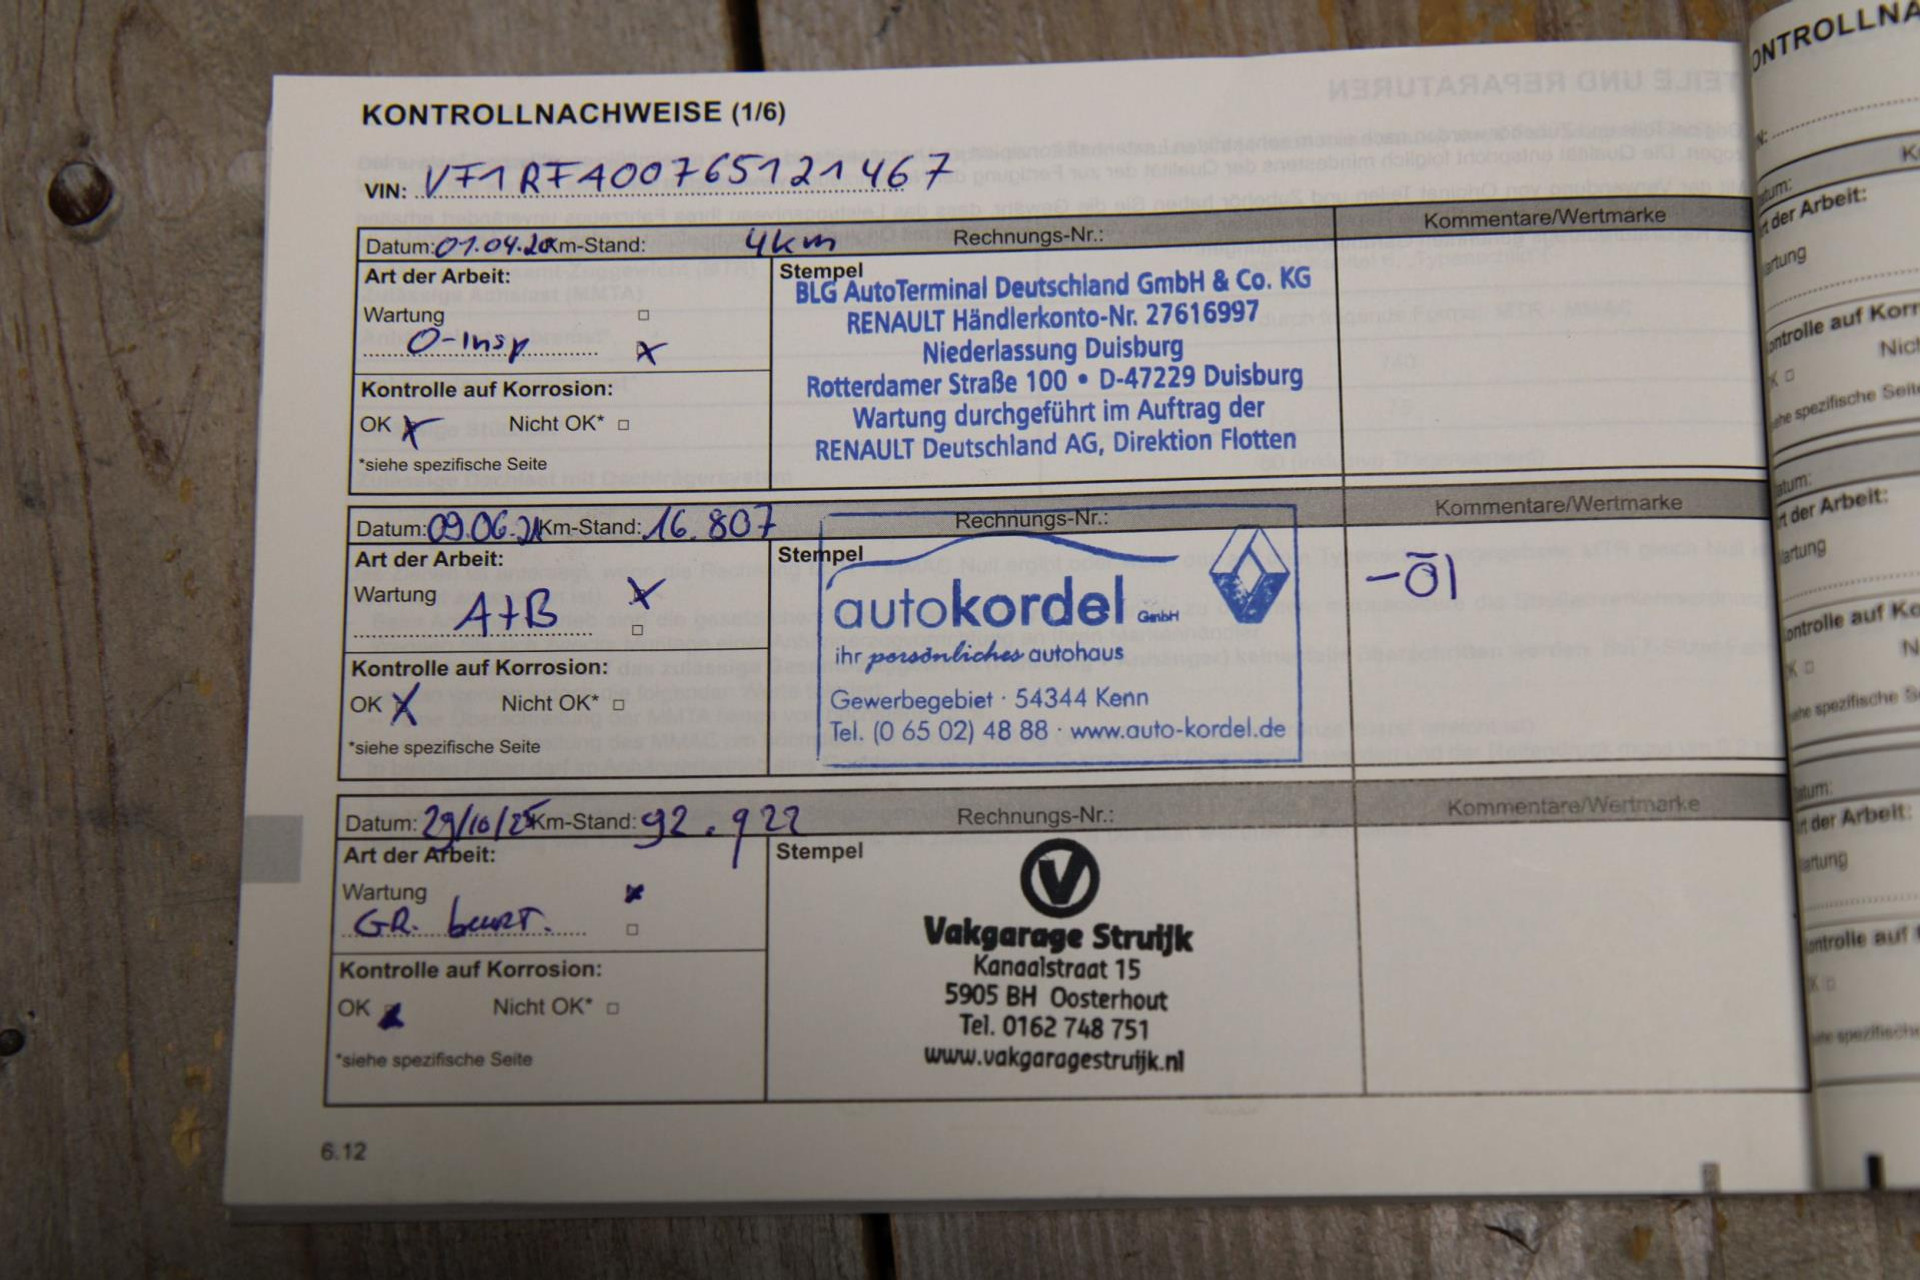 KONTROLLNACHWEISE (1/6)
VIN: VF1RFA00765121467
Datum: 01.04.20 Km-Stand: 4km Rechnungs-Nr.: Kommentare/Wertmarke
Art der Arbeit:
Wartung
0-Insp
Kontrolle auf Korrosion:
OK Nicht OK*
*siehe spezifische Seite
Stempel
BLG AutoTerminal Deutschland GmbH & Co. KG
RENAULT Händlerkonto-Nr. 27616997
Niederlassung Duisburg
Rotterdamer Straße 100 • D-47229 Duisburg
Wartung durchgeführt im Auftrag der
RENAULT Deutschland AG, Direktion Flotten
Datum: 09.06.21 Km-Stand: 16.807 Rechnungs-Nr.: Kommentare/Wertmarke
Art der Arbeit:
Wartung
A+B
Kontrolle auf Korrosion:
OK Nicht OK*
*siehe spezifische Seite
Stempel
autokordel GmbH
ihr persönliches autohaus
Gewerbegebiet · 54344 Kenn
Tel. (0 65 02) 48 88 · www.auto-kordel.de
-Öl
Datum: 29/10/25 Km-Stand: 92.922 Rechnungs-Nr.: Kommentare/Wertmarke
Art der Arbeit:
Wartung
GR. beurt.
Kontrolle auf Korrosion:
OK Nicht OK*
*siehe spezifische Seite
Stempel
Vakgarage Struijk
Kanaalstraat 15
5905 BH Oosterhout
Tel. 0162 748 751
www.vakgaragestruijk.nl
6.12